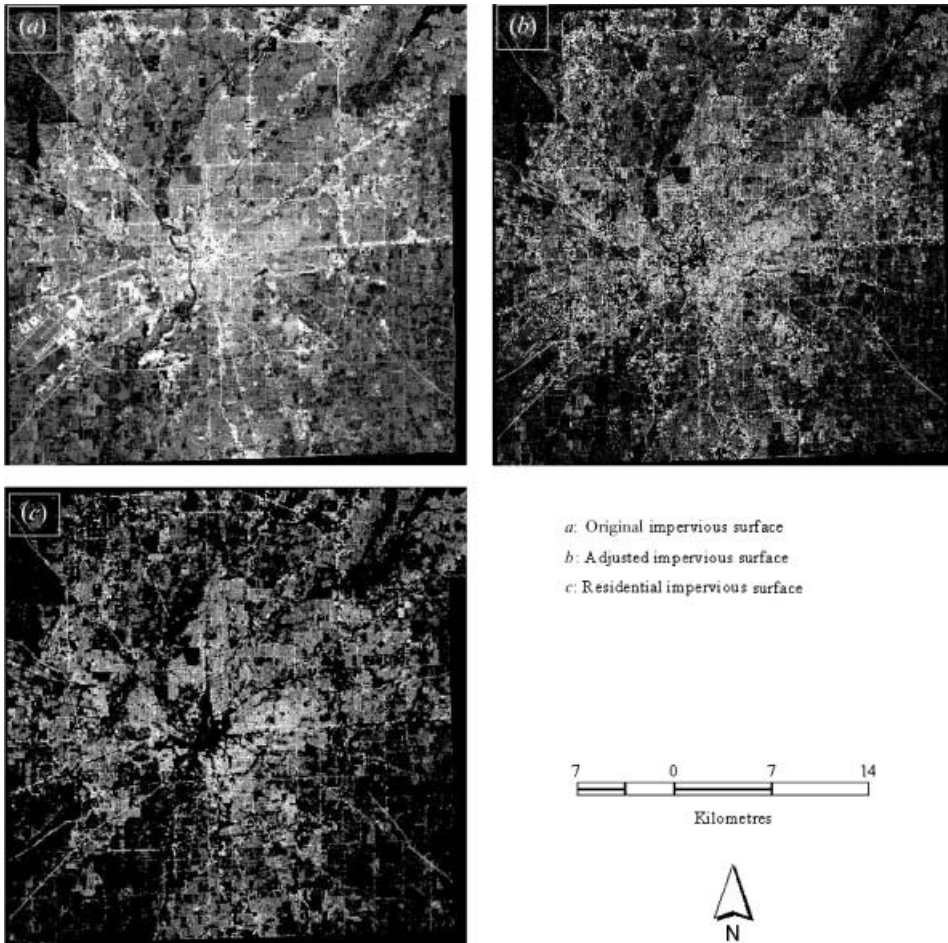 (a)
(b)
(c)
a: Original impervious surface
b: Adjusted impervious surface
c: Residential impervious surface
7 0 7 14
Kilometres
N